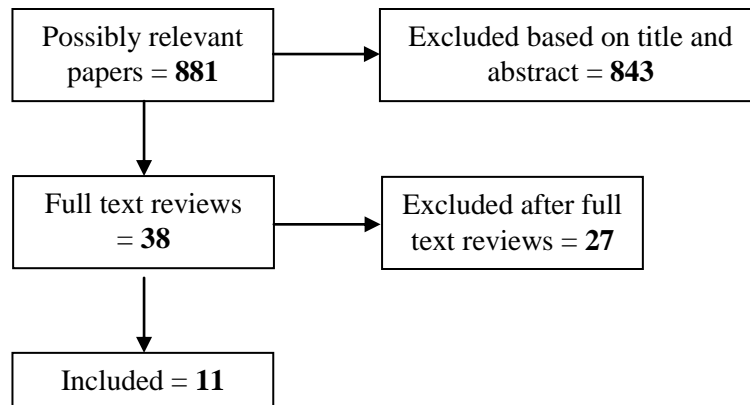 Possibly relevant
papers = 881
Excluded based on title and
abstract = 843
Full text reviews
= 38
Excluded after full
text reviews = 27
Included = 11